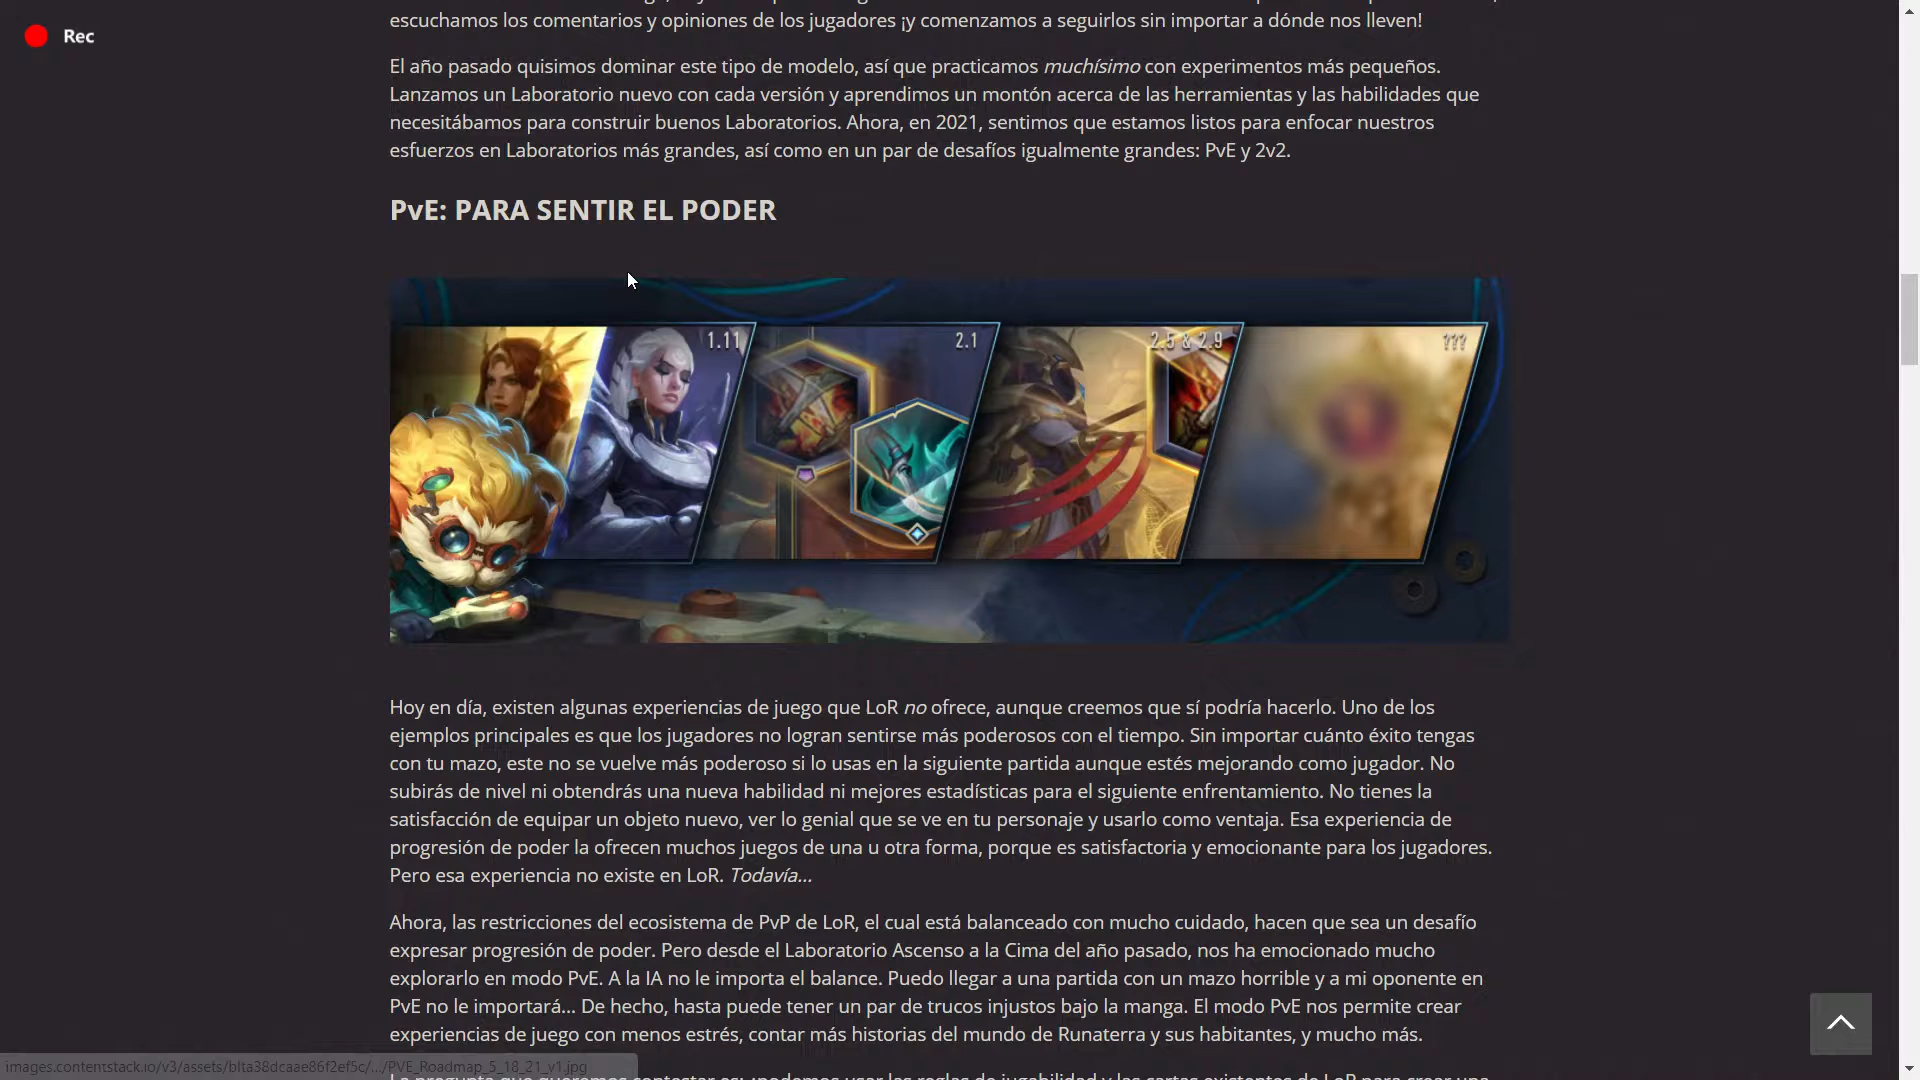 escuchamos los comentarios y opiniones de los jugadores ¡y comenzamos a seguirlos sin importar a dónde nos lleven!
Rec
El año pasado quisimos dominar este tipo de modelo, así que practicamos muchísimo con experimentos más pequeños.
Lanzamos un Laboratorio nuevo con cada versión y aprendimos un montón acerca de las herramientas y las habilidades que
necesitábamos para construir buenos Laboratorios. Ahora, en 2021, sentimos que estamos listos para enfocar nuestros
esfuerzos en Laboratorios más grandes, así como en un par de desafíos igualmente grandes: PvE y 2v2.
PvE: PARA SENTIR EL PODER
1.11
2.1
2.5 & 2.9
???
Hoy en día, existen algunas experiencias de juego que LoR no ofrece, aunque creemos que sí podría hacerlo. Uno de los
ejemplos principales es que los jugadores no logran sentirse más poderosos con el tiempo. Sin importar cuánto éxito tengas
con tu mazo, este no se vuelve más poderoso si lo usas en la siguiente partida aunque estés mejorando como jugador. No
subirás de nivel ni obtendrás una nueva habilidad ni mejores estadísticas para el siguiente enfrentamiento. No tienes la
satisfacción de equipar un objeto nuevo, ver lo genial que se ve en tu personaje y usarlo como ventaja. Esa experiencia de
progresión de poder la ofrecen muchos juegos de una u otra forma, porque es satisfactoria y emocionante para los jugadores.
Pero esa experiencia no existe en LoR. Todavía...
Ahora, las restricciones del ecosistema de PvP de LoR, el cual está balanceado con mucho cuidado, hacen que sea un desafío
expresar progresión de poder. Pero desde el Laboratorio Ascenso a la Cima del año pasado, nos ha emocionado mucho
explorarlo en modo PvE. A la IA no le importa el balance. Puedo llegar a una partida con un mazo horrible y a mi oponente en
PvE no le importará... De hecho, hasta puede tener un par de trucos injustos bajo la manga. El modo PvE nos permite crear
experiencias de juego con menos estrés, contar más historias del mundo de Runaterra y sus habitantes, y mucho más.
images.contentstack.io/v3/assets/blta38dcaae86f2ef5c/.../PVE_Roadmap_5_18_21_v1.jpg